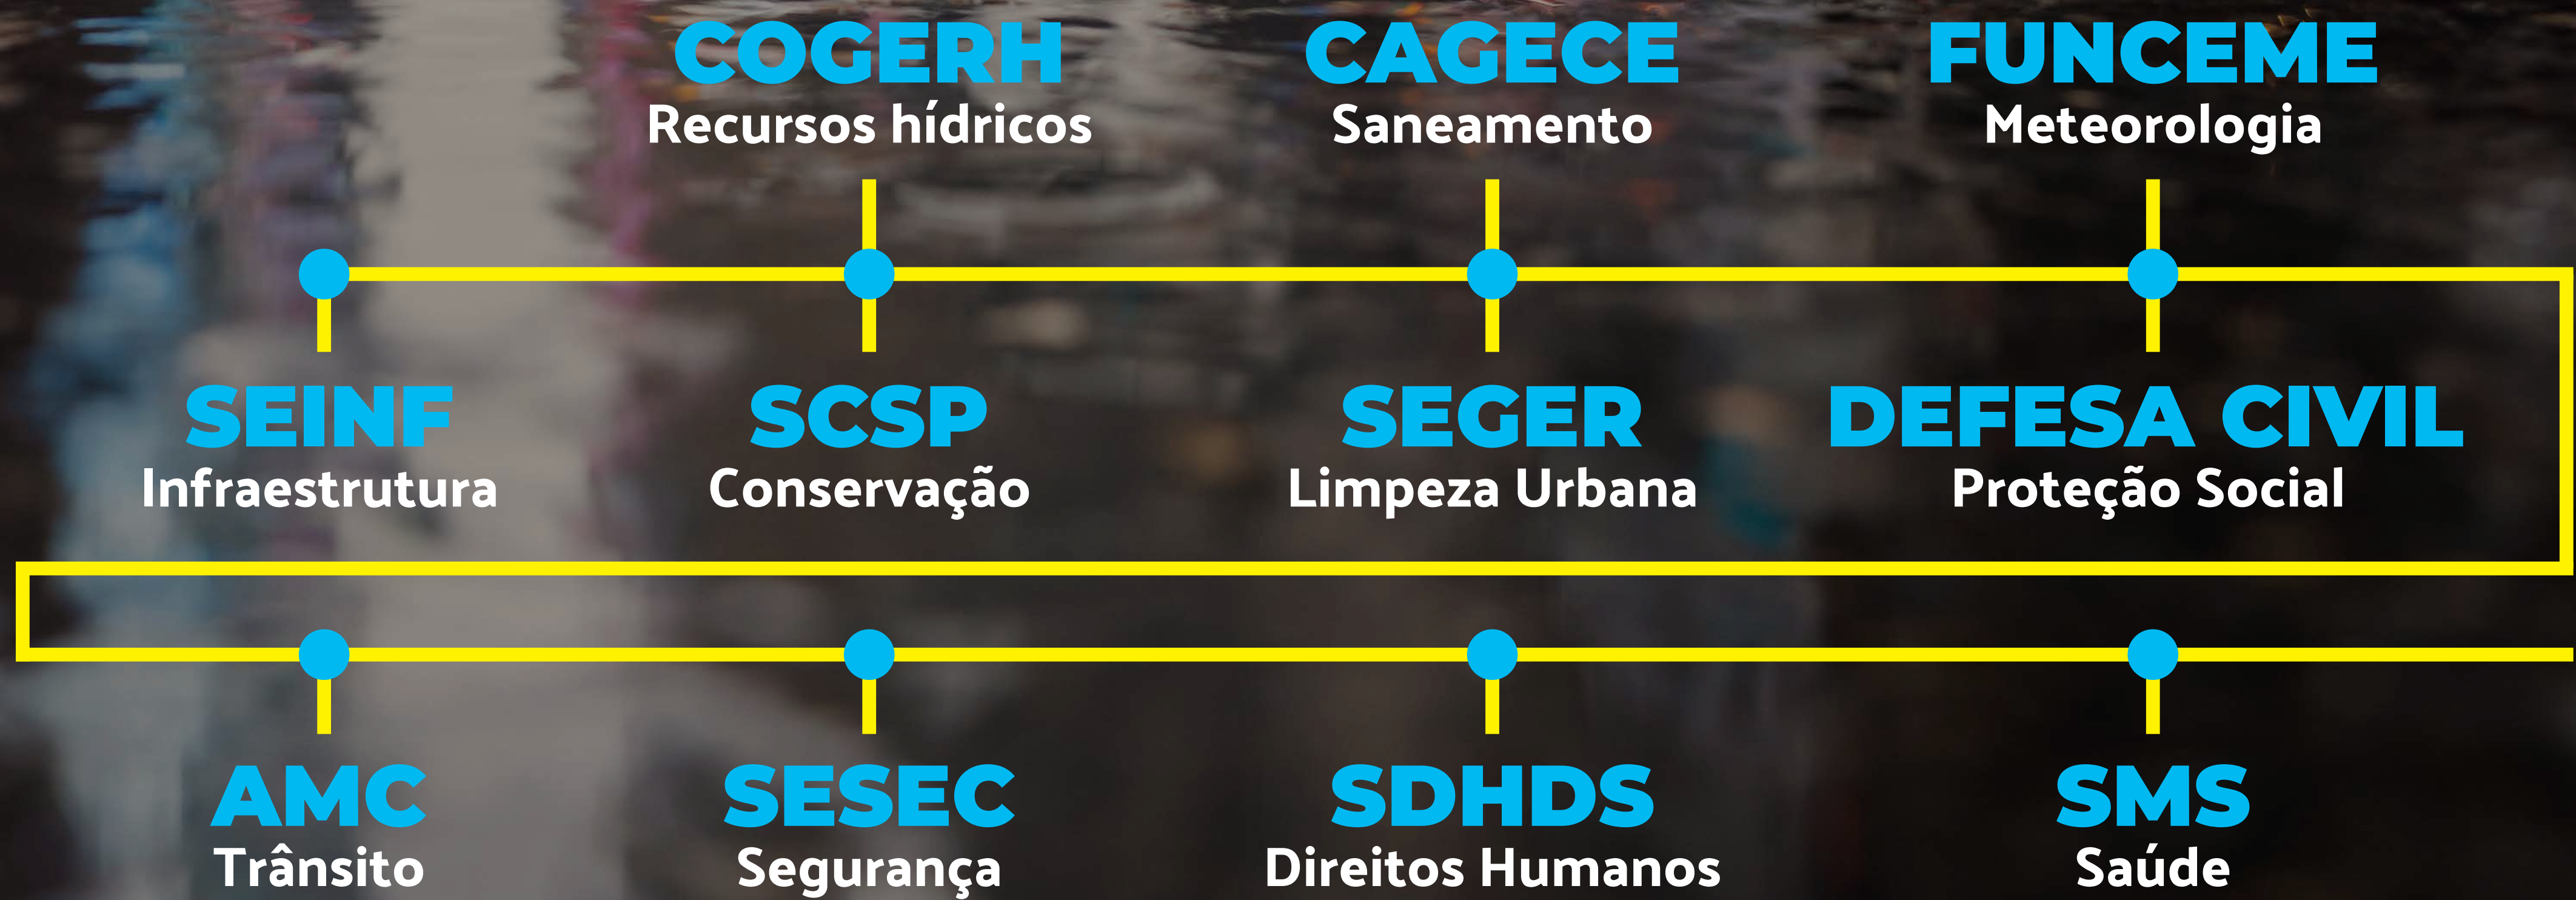 COGERH
Recursos hídricos
CAGECE
Saneamento
FUNCEME
Meteorologia
SEINF
Infraestrutura
SCSP
Conservação
SEGER
Limpeza Urbana
DEFESA CIVIL
Proteção Social
AMC
Trânsito
SESEC
Segurança
SDHDS
Direitos Humanos
SMS
Saúde